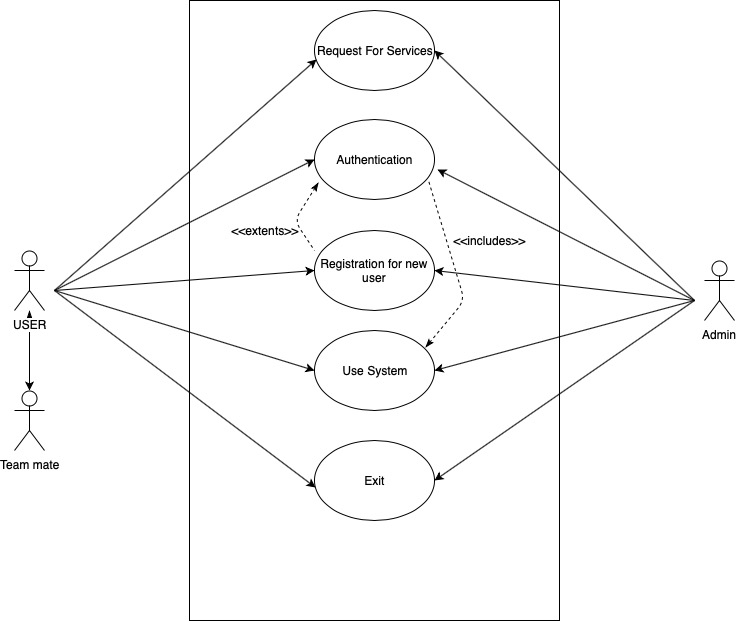 Request For Services
Authentication
<<extents>>
<<includes>>
Registration for new
user
USER
Admin
Use System
Team mate
Exit